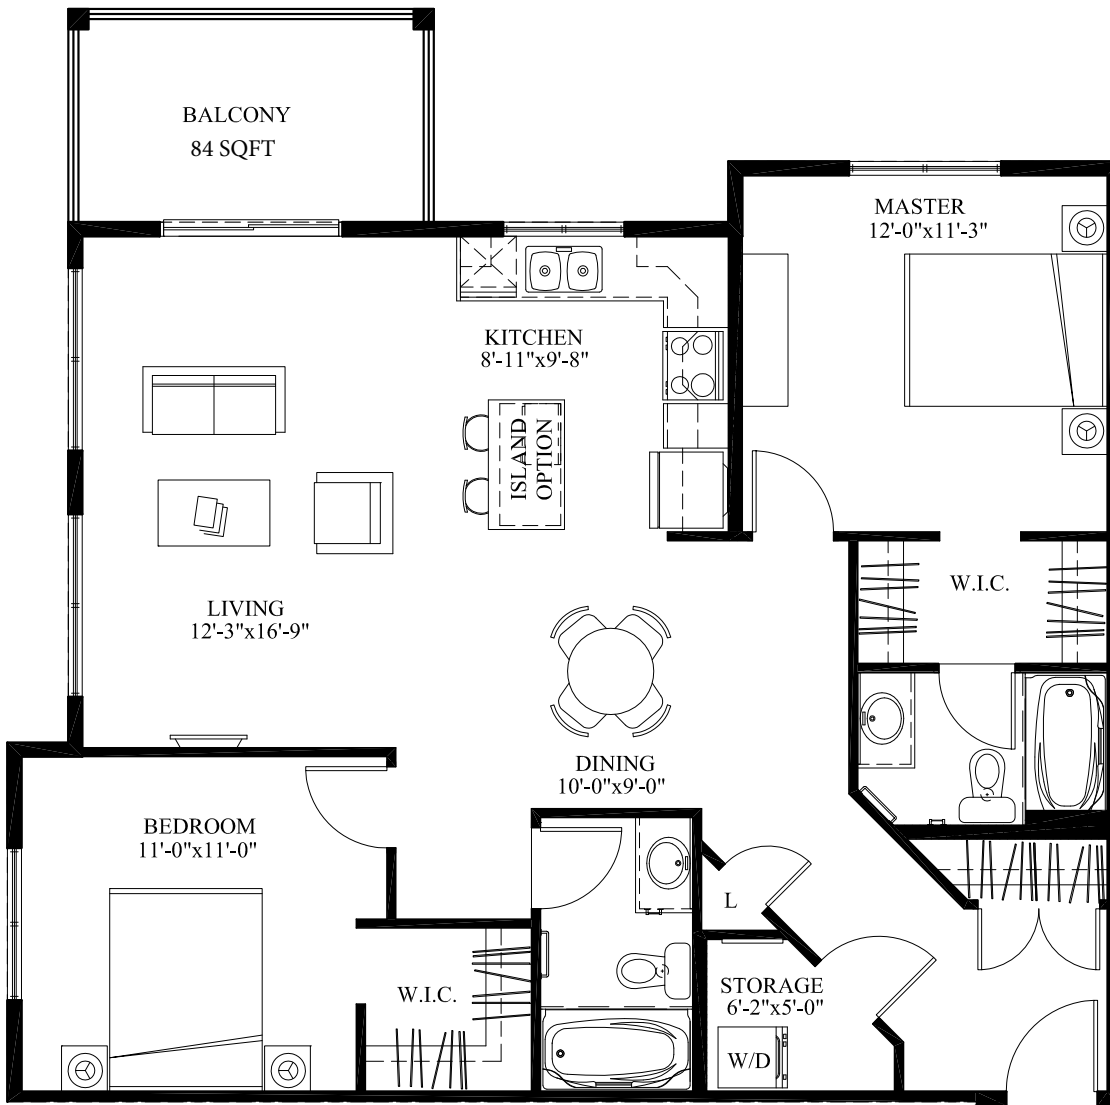 BALCONY
84 SQFT
MASTER
12'-0"x11'-3"
KITCHEN
8'-11"x9'-8"
ISLAND
OPTION
W.I.C.
LIVING
12'-3"x16'-9"
DINING
10'-0"x9'-0"
BEDROOM
11'-0"x11'-0"
L
W.I.C.
STORAGE
6'-2"x5'-0"
W/D